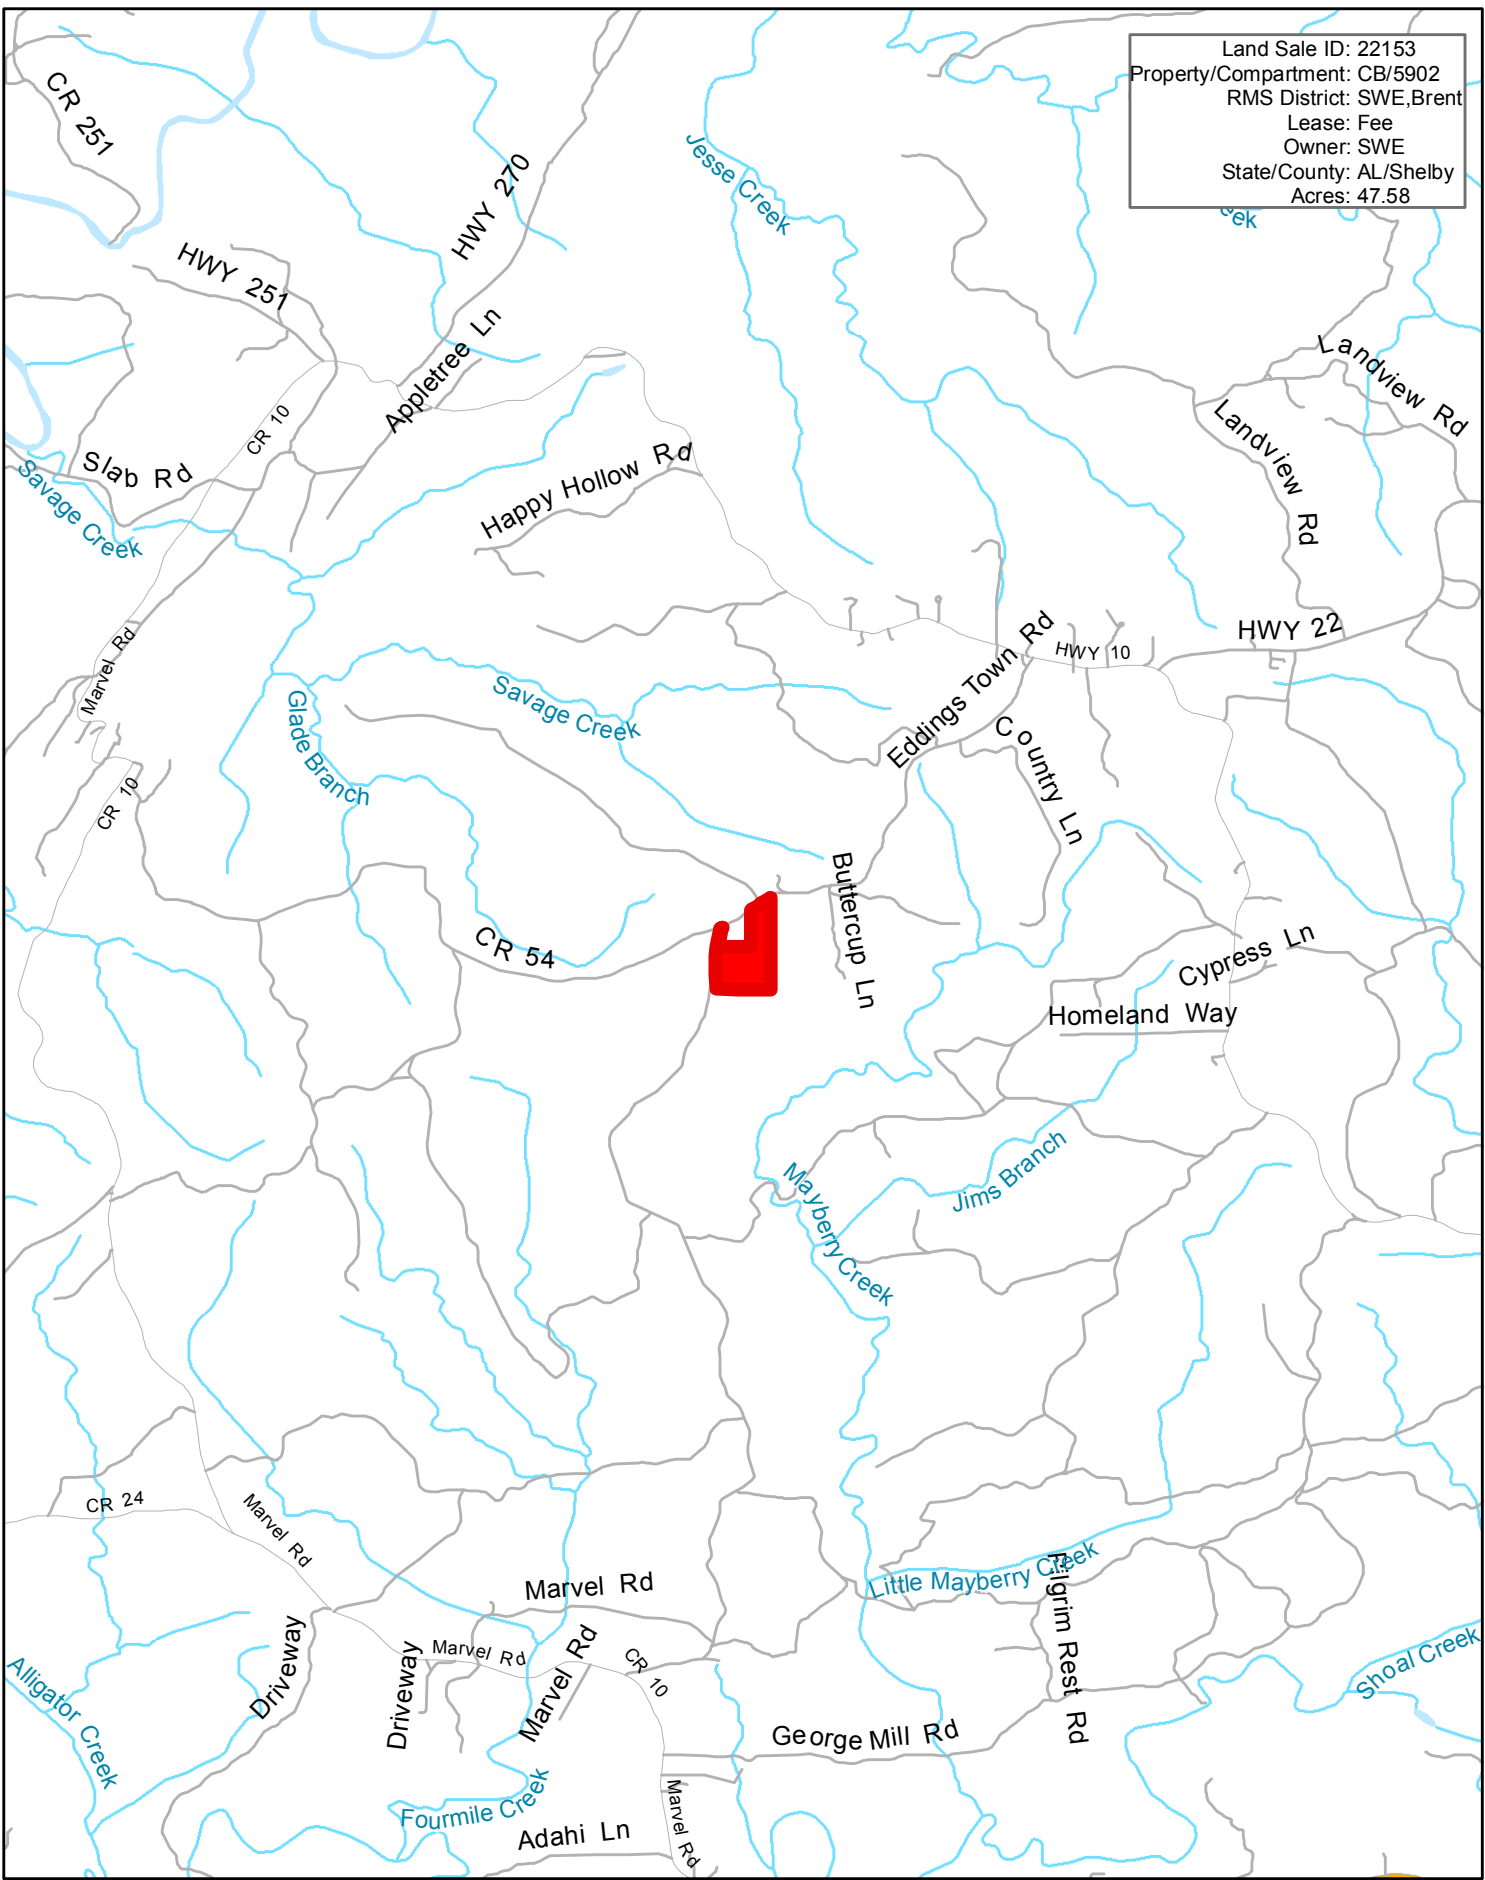 Land Sale ID: 22153
Property/Compartment: CB/5902
RMS District: SWE,Brent
Lease: Fee
Owner: SWE
State/County: AL/Shelby
Acres: 47.58
CR 251
HWY 270
Jesse Creek
eek
HWY 251
Appletree Ln
Landview Rd
CR 10
Landview Rd
Slab Rd
Happy Hollow Rd
Savage Creek
HWY 22
Eddings Town Rd
HWY 10
Marvel Rd
Savage Creek
Glade Branch
Country Ln
CR 10
Buttercup Ln
CR 54
Cypress Ln
Homeland Way
Jims Branch
Mayberry Creek
CR 24
Marvel Rd
Little Mayberry Creek
Pilgrim Rest Rd
Marvel Rd
Driveway
Driveway
Marvel Rd
Marvel Rd
CR 10
Shoal Creek
Alligator Creek
George Mill Rd
Fourmile Creek
Marvel Rd
Adahi Ln